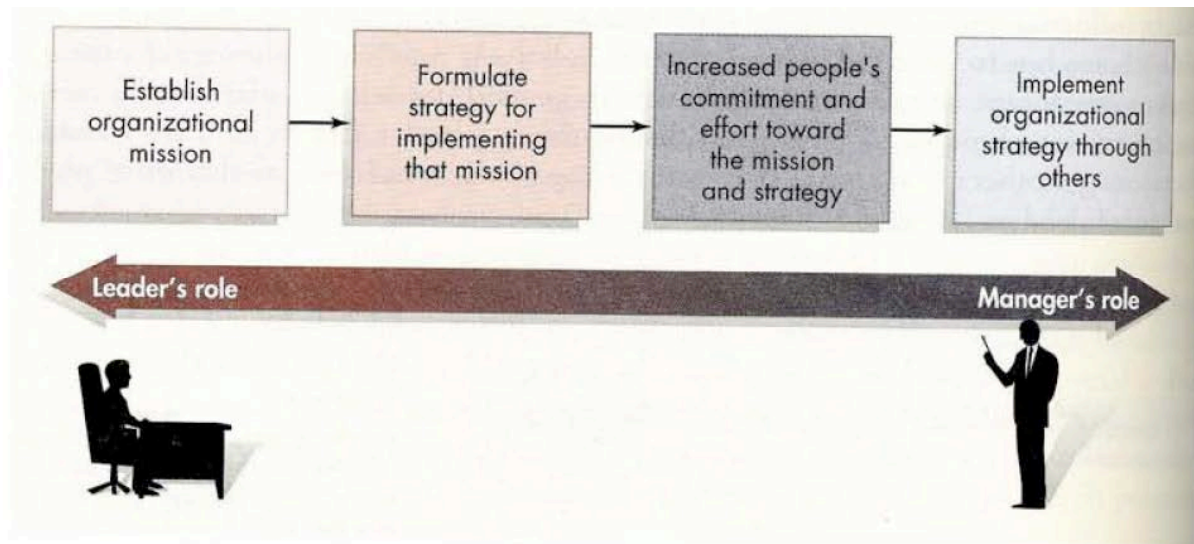 Establish
organizational
mission
Formulate
strategy for
implementing
that mission
Increased people's
commitment and
effort toward
the mission
and strategy
Implement
organizational
strategy through
others
Leader's role
Manager's role